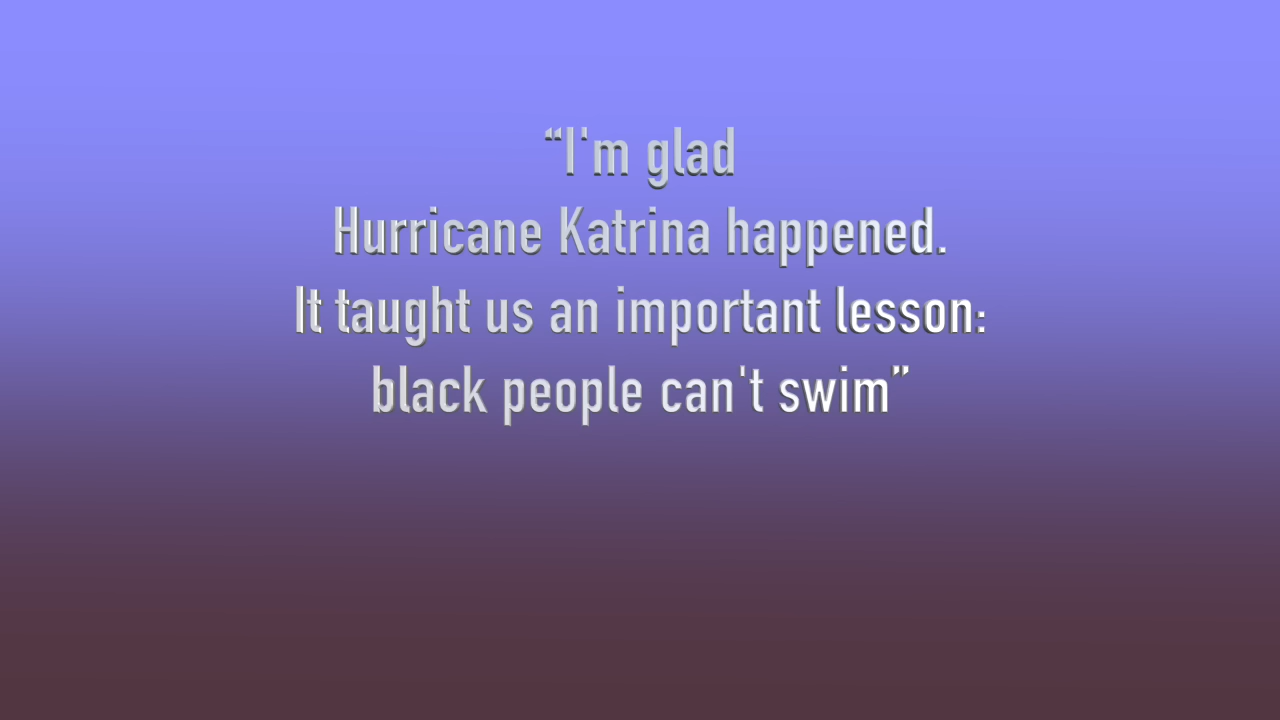 “I'm glad
Hurricane Katrina happened.
It taught us an important lesson:
black people can't swim”